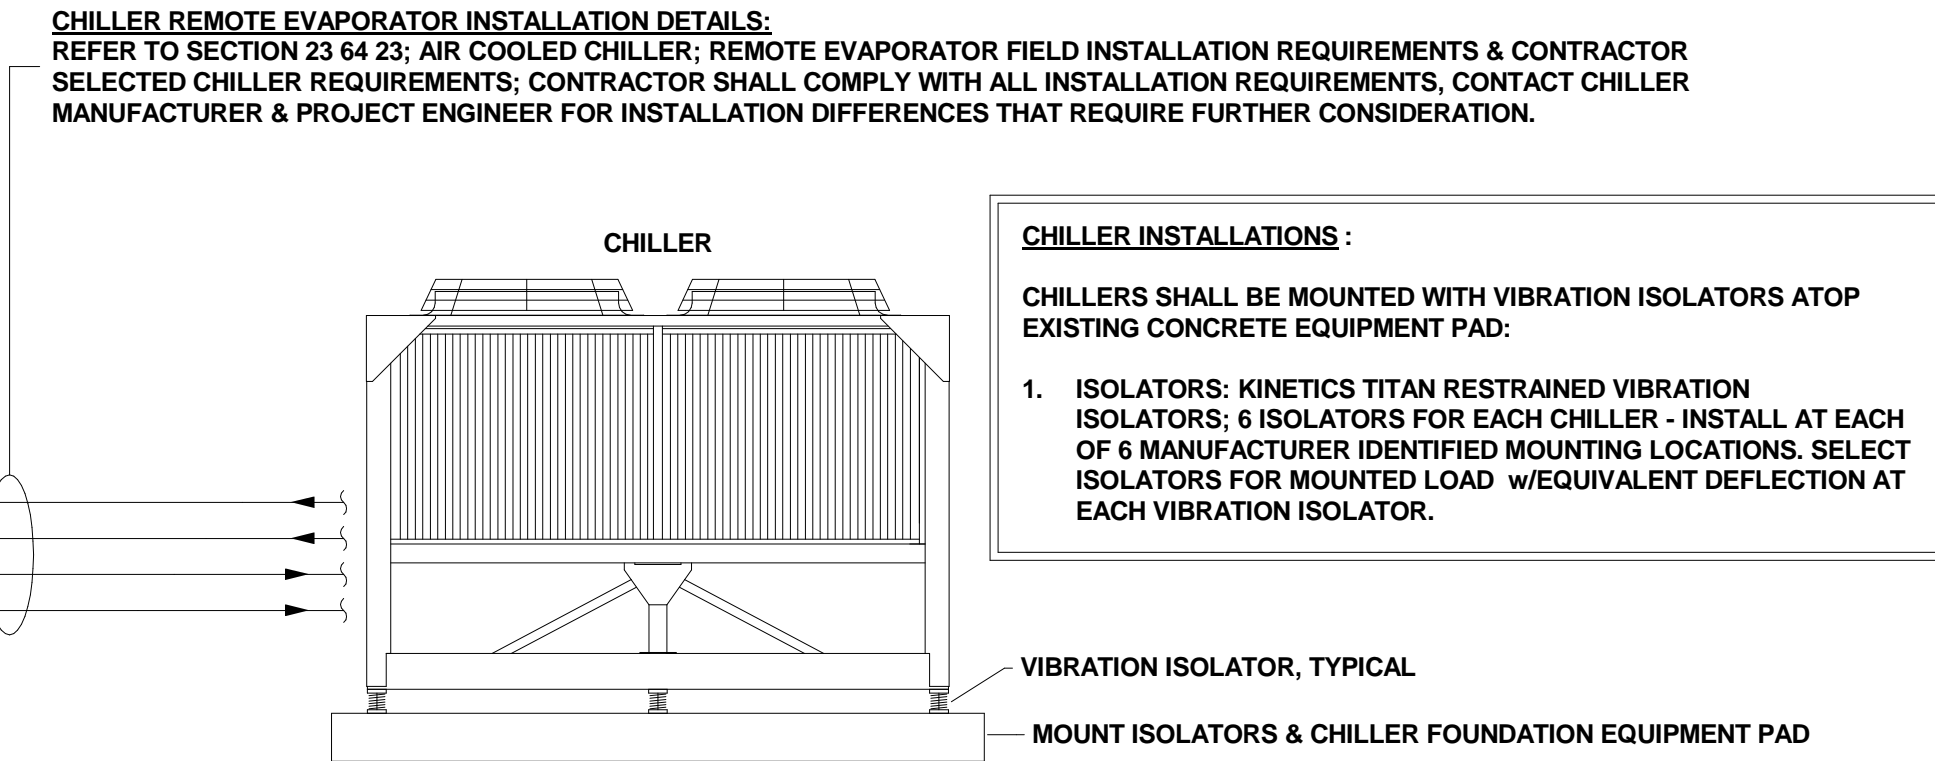 CHILLER REMOTE EVAPORATOR INSTALLATION DETAILS:
REFER TO SECTION 23 64 23; AIR COOLED CHILLER; REMOTE EVAPORATOR FIELD INSTALLATION REQUIREMENTS & CONTRACTOR
SELECTED CHILLER REQUIREMENTS; CONTRACTOR SHALL COMPLY WITH ALL INSTALLATION REQUIREMENTS, CONTACT CHILLER
MANUFACTURER & PROJECT ENGINEER FOR INSTALLATION DIFFERENCES THAT REQUIRE FURTHER CONSIDERATION.
CHILLER
CHILLER INSTALLATIONS :
CHILLERS SHALL BE MOUNTED WITH VIBRATION ISOLATORS ATOP
EXISTING CONCRETE EQUIPMENT PAD:
1. ISOLATORS: KINETICS TITAN RESTRAINED VIBRATION
ISOLATORS; 6 ISOLATORS FOR EACH CHILLER - INSTALL AT EACH
OF 6 MANUFACTURER IDENTIFIED MOUNTING LOCATIONS. SELECT
ISOLATORS FOR MOUNTED LOAD w/EQUIVALENT DEFLECTION AT
EACH VIBRATION ISOLATOR.
VIBRATION ISOLATOR, TYPICAL
MOUNT ISOLATORS & CHILLER FOUNDATION EQUIPMENT PAD